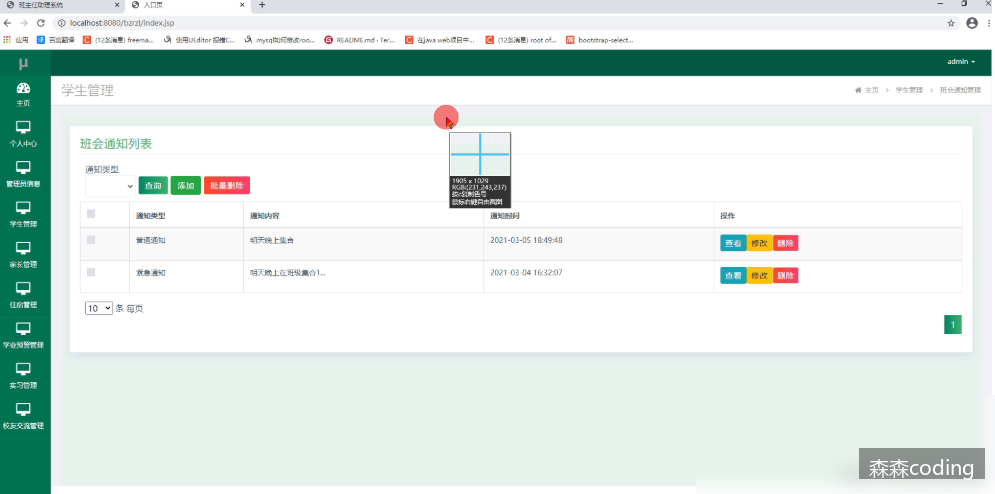 班主任助理系统
入口页
localhost:8080/bzrzl/index.jsp
应用
百度翻译
(12条消息) freema...
使用UEditor 报错C...
mysql如何修改roo...
README.md · Ter...
在java web项目中...
(12条消息) root of...
bootstrap-select...
μ
admin
主页
个人中心
管理员信息
学生管理
家长管理
住宿管理
学业预警管理
实习管理
校友交流管理
学生管理
主页 > 学生管理 > 班会通知管理
班会通知列表
通知类型
查询 添加 批量删除
通知类型 通知内容 通知时间 操作
普通通知 明天晚上集合 2021-03-05 18:49:48 查看 修改 删除
紧急通知 明天晚上在班级集合1... 2021-03-04 16:32:07 查看 修改 删除
10 条 每页
1
1905 x 1029
RGB:(231,243,237)
按c复制色号
鼠标右键自由截图
森森coding